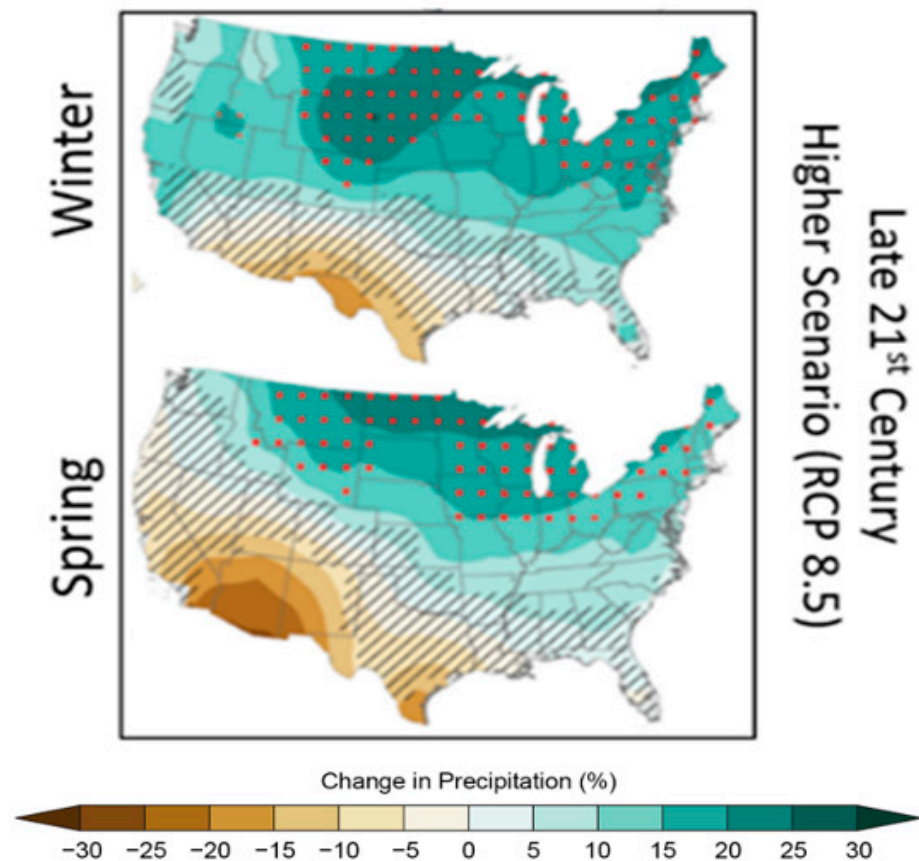 Winter
Spring
Late 21st Century
Higher Scenario (RCP 8.5)
Change in Precipitation (%)
−30 −25 −20 −15 −10 −5 0 5 10 15 20 25 30